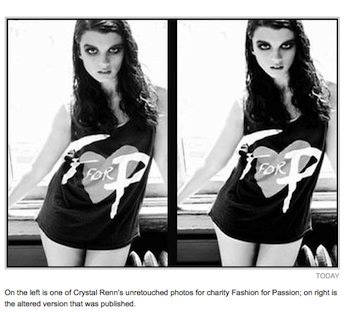 F FOR P
F FOR P
TODAY
On the left is one of Crystal Renn's unretouched photos for charity Fashion for Passion; on right is
the altered version that was published.